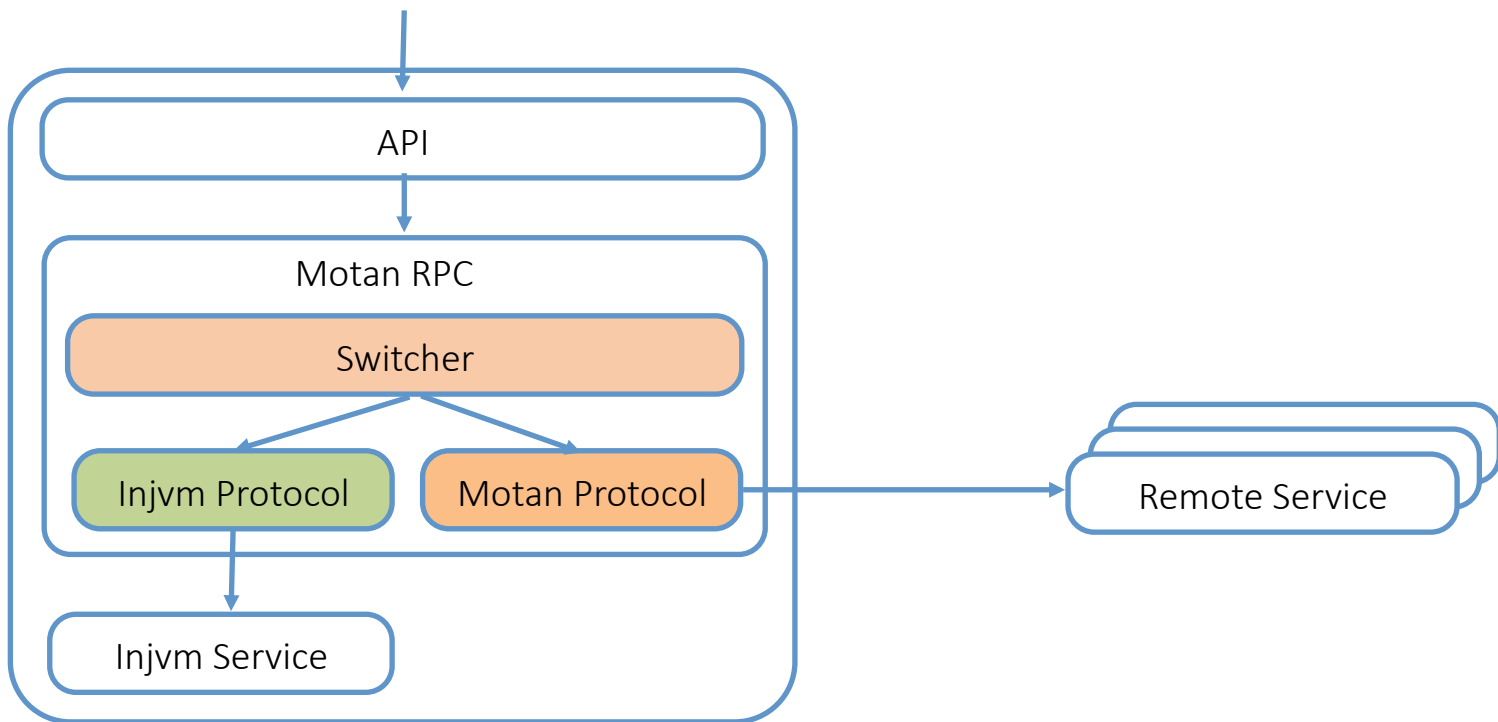 API
Motan RPC
Switcher
Injvm Protocol
Motan Protocol
Remote Service
Injvm Service